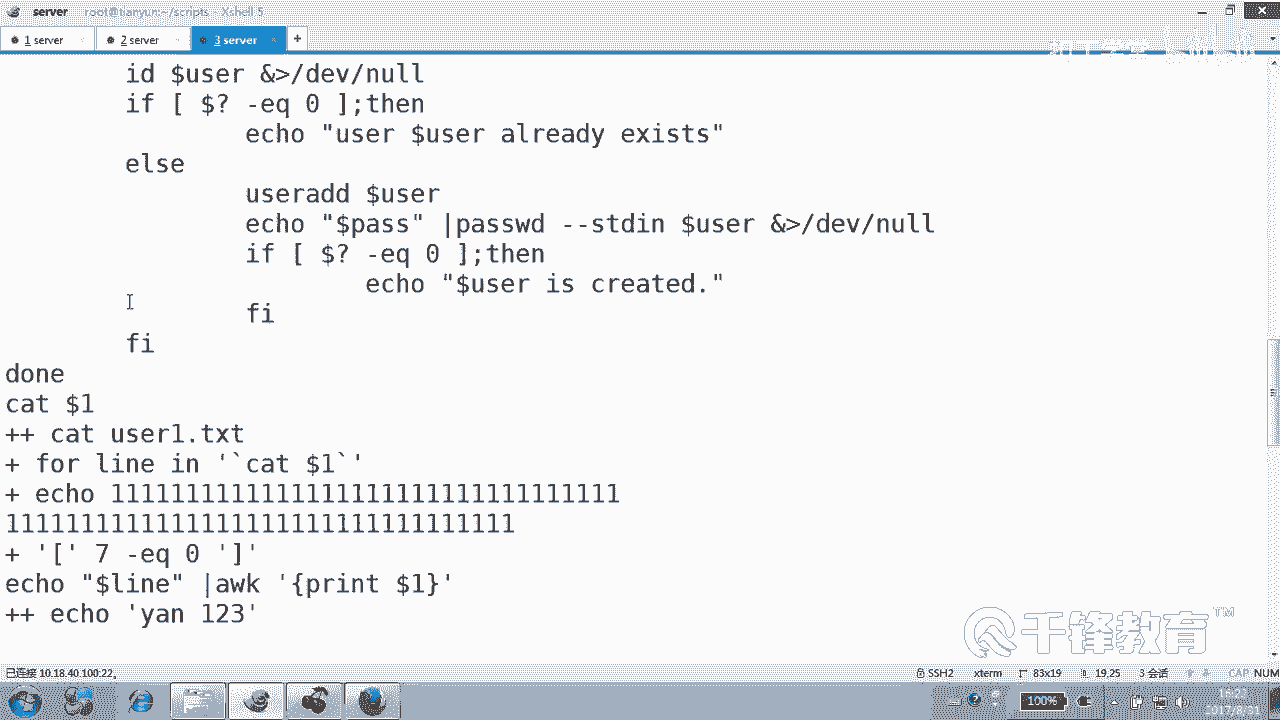 server root@tianyun:~/scripts - Xshell 5
1 server 2 server 3 server +
id $user &>/dev/null
if [ $? -eq 0 ];then
echo "user $user already exists"
else
useradd $user
echo "$pass" |passwd --stdin $user &>/dev/null
if [ $? -eq 0 ];then
echo "$user is created."
fi
fi
done
cat $1
++ cat user1.txt
+ for line in '`cat $1`'
+ echo 1111111111111111111111111111111111
1111111111111111111111111111111111
+ '[' 7 -eq 0 ']'
echo "$line" |awk '{print $1}'
++ echo 'yan 123'
千锋教育™
已连接 10.18.40.100:22。 SSH2 xterm 83x19 19,25 3 会话 CAP NUM
100% 16:23
2017/8/31